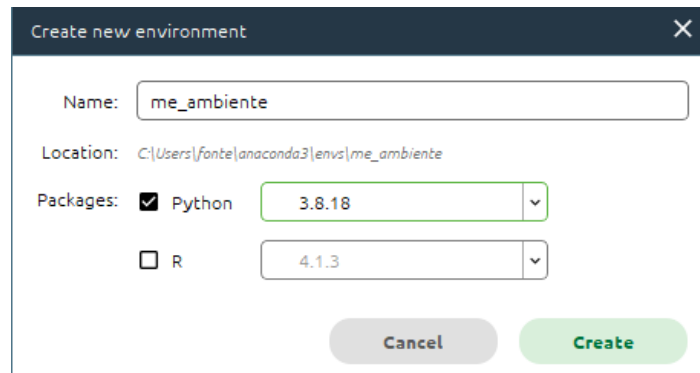 Create new environment
Name: me_ambiente
Location: C:\Users\fonte\anaconda3\envs\me_ambiente
Packages: Python 3.8.18
R 4.1.3
Cancel Create